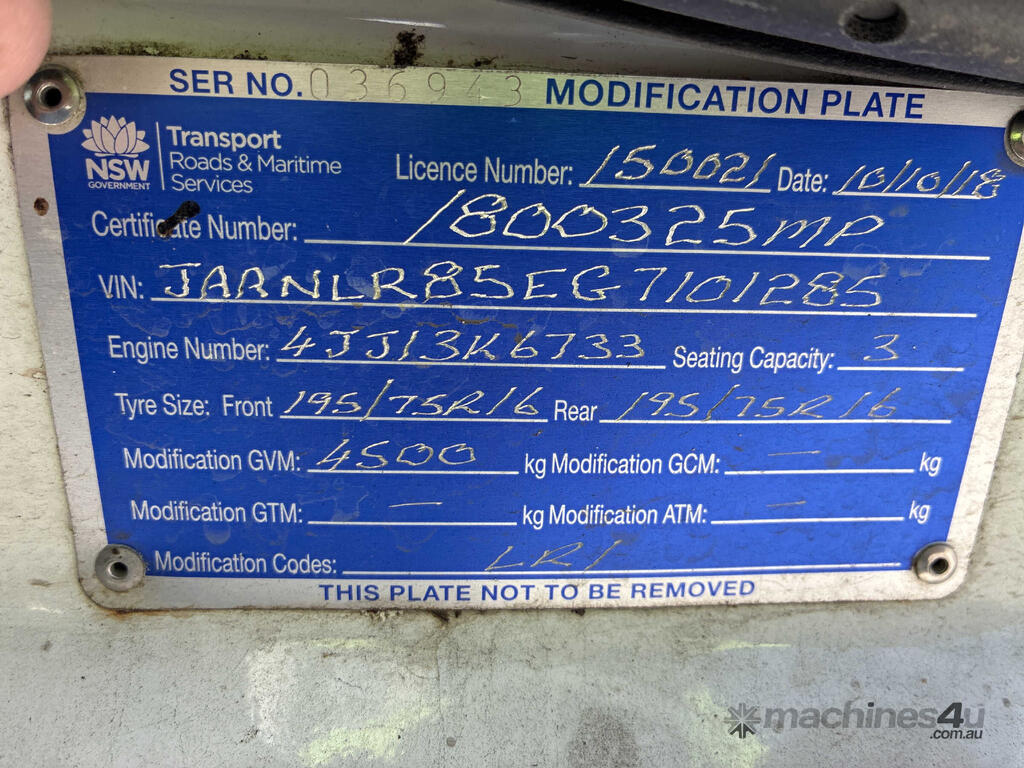 SER NO. 036943 MODIFICATION PLATE
NSW GOVERNMENT
Transport
Roads & Maritime
Services
Licence Number: 150021 Date: 10/10/18
Certificate Number: 1800325MP
VIN: JAANLR85EG7101285
Engine Number: 4JJ13K6733 Seating Capacity: 3
Tyre Size: Front 195/75R16 Rear 195/75R16
Modification GVM: 4500 kg Modification GCM: — kg
Modification GTM: — kg Modification ATM: — kg
Modification Codes: LR1
THIS PLATE NOT TO BE REMOVED
machines4u
.com.au